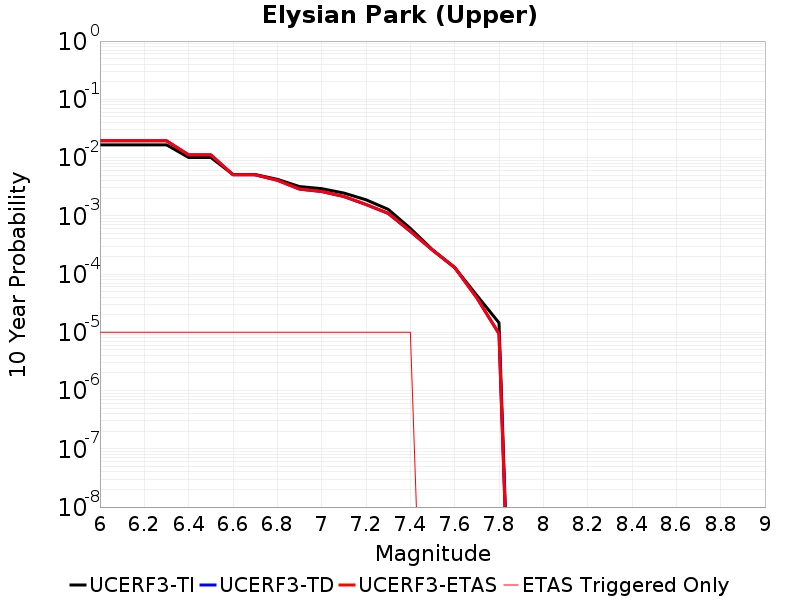 Elysian Park (Upper)
10^0
10^-1
10^-2
10^-3
10^-4
10^-5
10^-6
10^-7
10^-8
10 Year Probability
6 6.2 6.4 6.6 6.8 7 7.2 7.4 7.6 7.8 8 8.2 8.4 8.6 8.8 9
Magnitude
UCERF3-TI UCERF3-TD UCERF3-ETAS ETAS Triggered Only